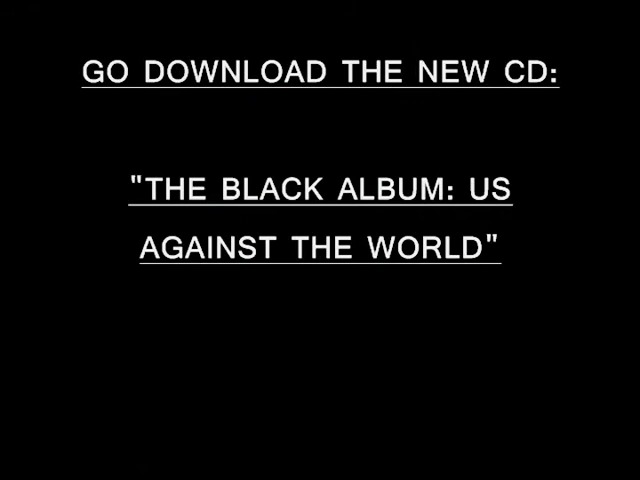 GO DOWNLOAD THE NEW CD:
"THE BLACK ALBUM: US
AGAINST THE WORLD"